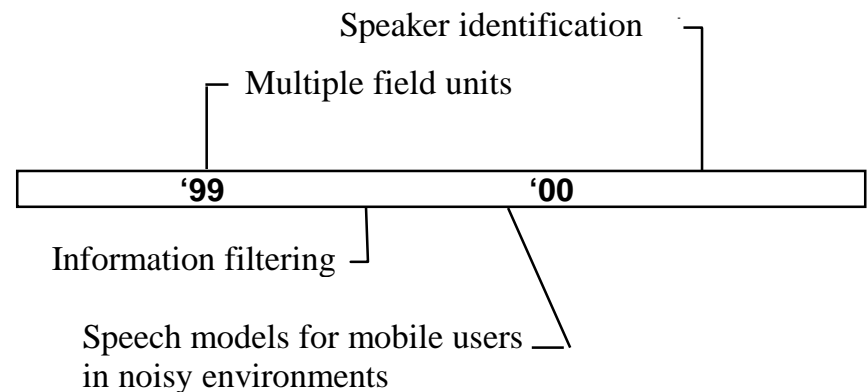 Speaker identification
Multiple field units
‘99 ‘00
Information filtering
Speech models for mobile users
in noisy environments